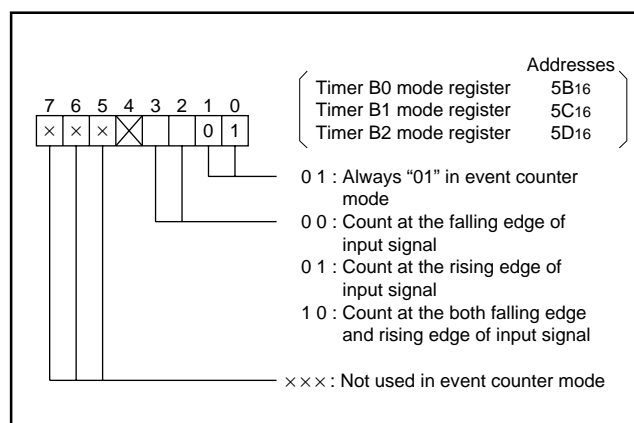 Addresses
Timer B0 mode register 5B16
Timer B1 mode register 5C16
Timer B2 mode register 5D16
7 6 5 4 3 2 1 0
× × × 0 1
0 1 : Always “01” in event counter
mode
0 0 : Count at the falling edge of
input signal
0 1 : Count at the rising edge of
input signal
1 0 : Count at the both falling edge
and rising edge of input signal
× × × : Not used in event counter mode